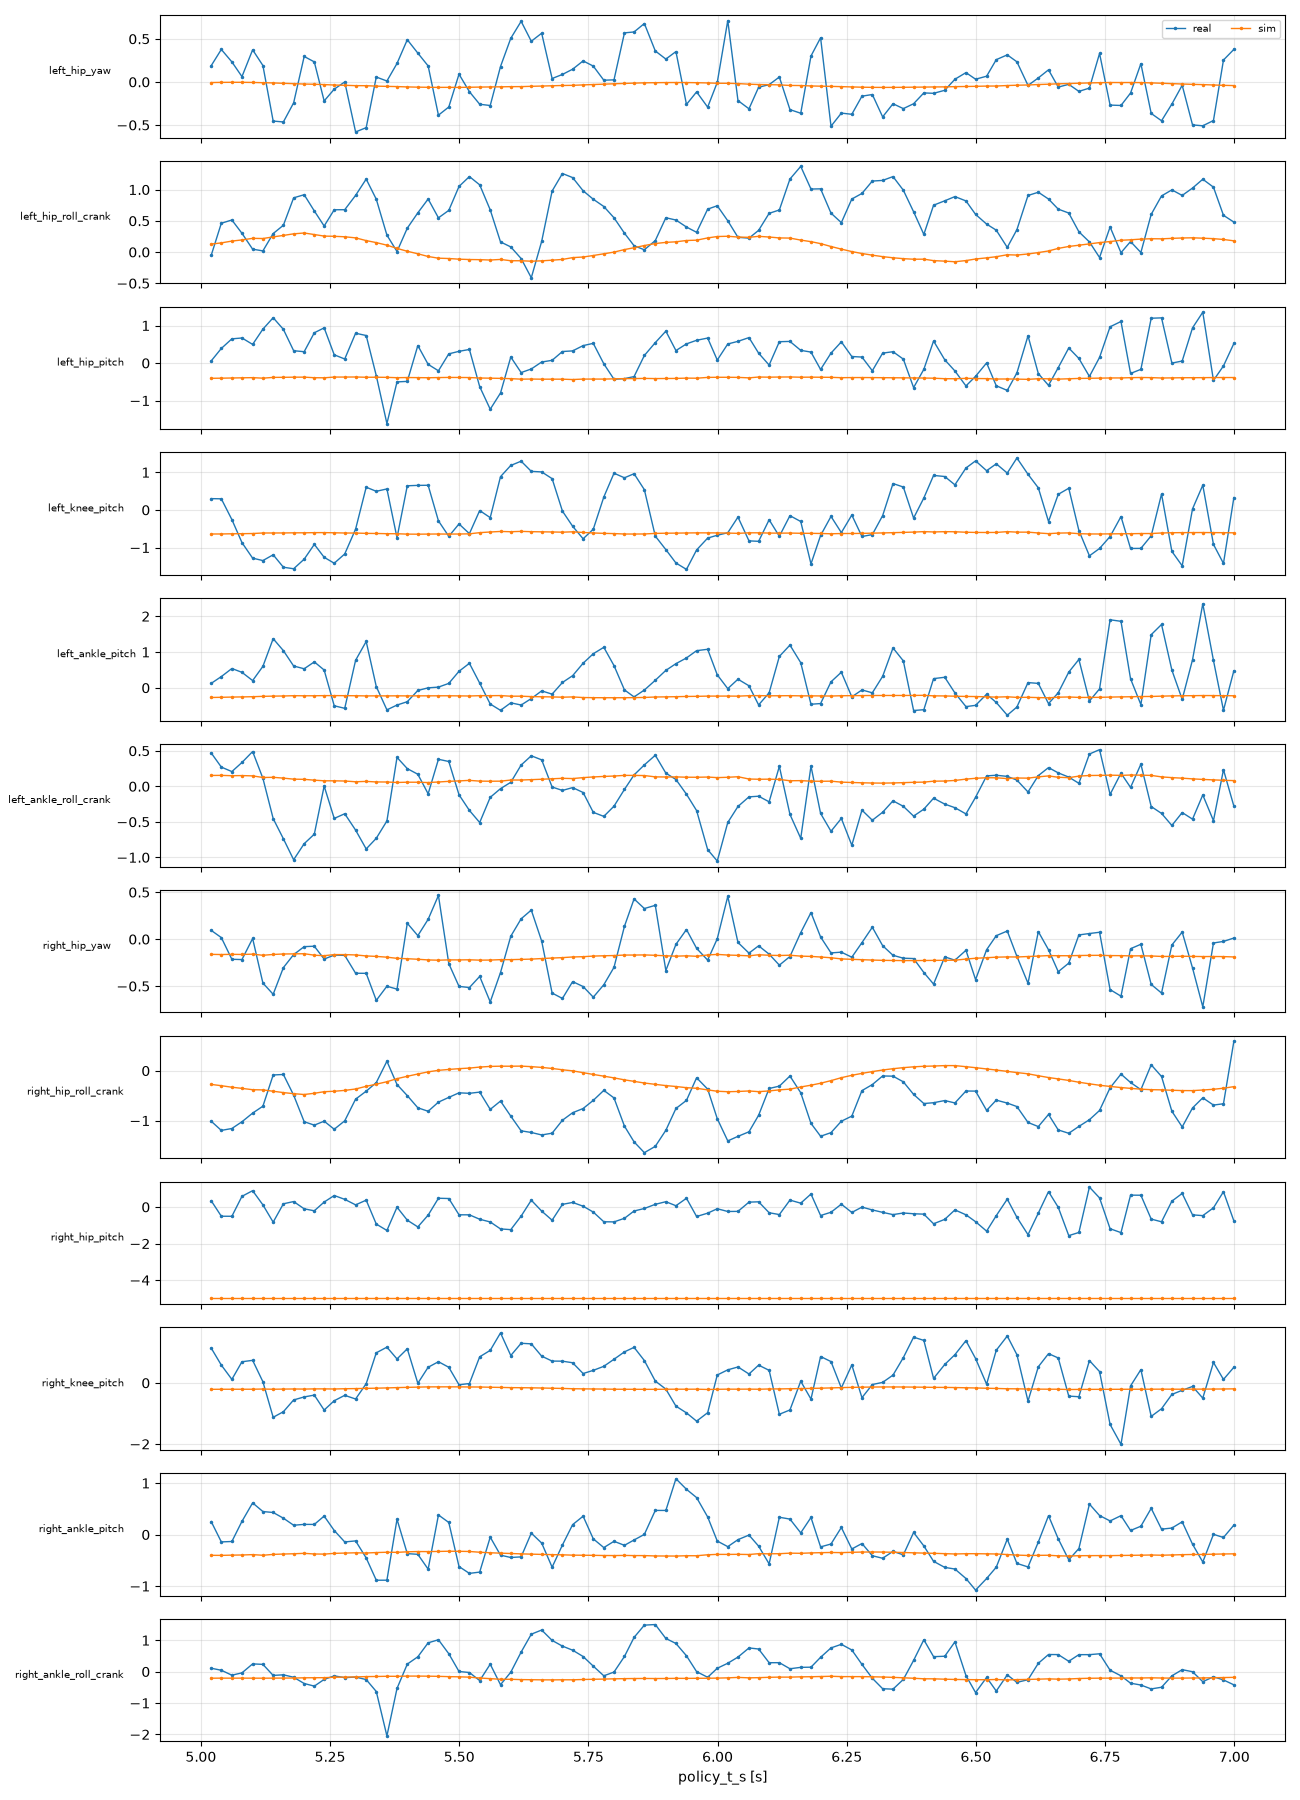 real sim
left_hip_yaw
0.5
0.0
−0.5
left_hip_roll_crank
1.0
0.5
0.0
−0.5
left_hip_pitch
1
0
−1
left_knee_pitch
1
0
−1
left_ankle_pitch
2
1
0
left_ankle_roll_crank
0.5
0.0
−0.5
−1.0
right_hip_yaw
0.5
0.0
−0.5
right_hip_roll_crank
0
−1
right_hip_pitch
0
−2
−4
right_knee_pitch
0
−2
right_ankle_pitch
1
0
−1
right_ankle_roll_crank
1
0
−1
−2
5.00 5.25 5.50 5.75 6.00 6.25 6.50 6.75 7.00
policy_t_s [s]